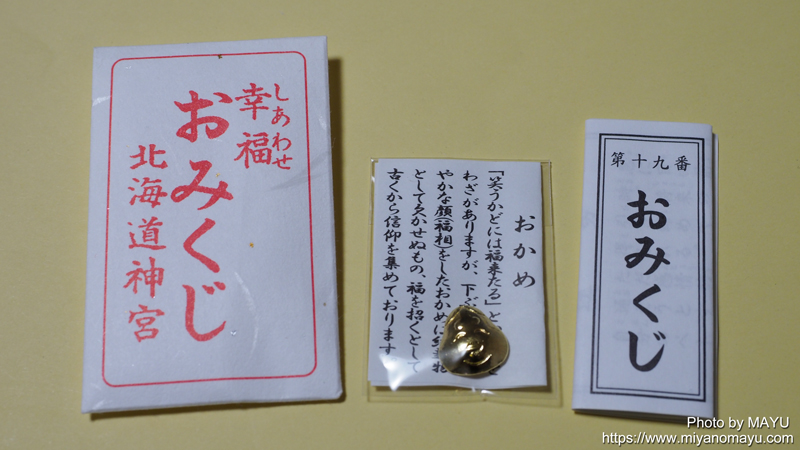 しあわせ
幸福
おみくじ
北海道神宮
おかめ
「笑うかどには福来たる」と
わざがありますが、下ぶ
やかな顔(福相)をしたおかめは
として欠かせぬもの、福を招くとして
古くから信仰を集めております
第十九番
おみくじ
Photo by MAYU
https://www.miyanomayu.com